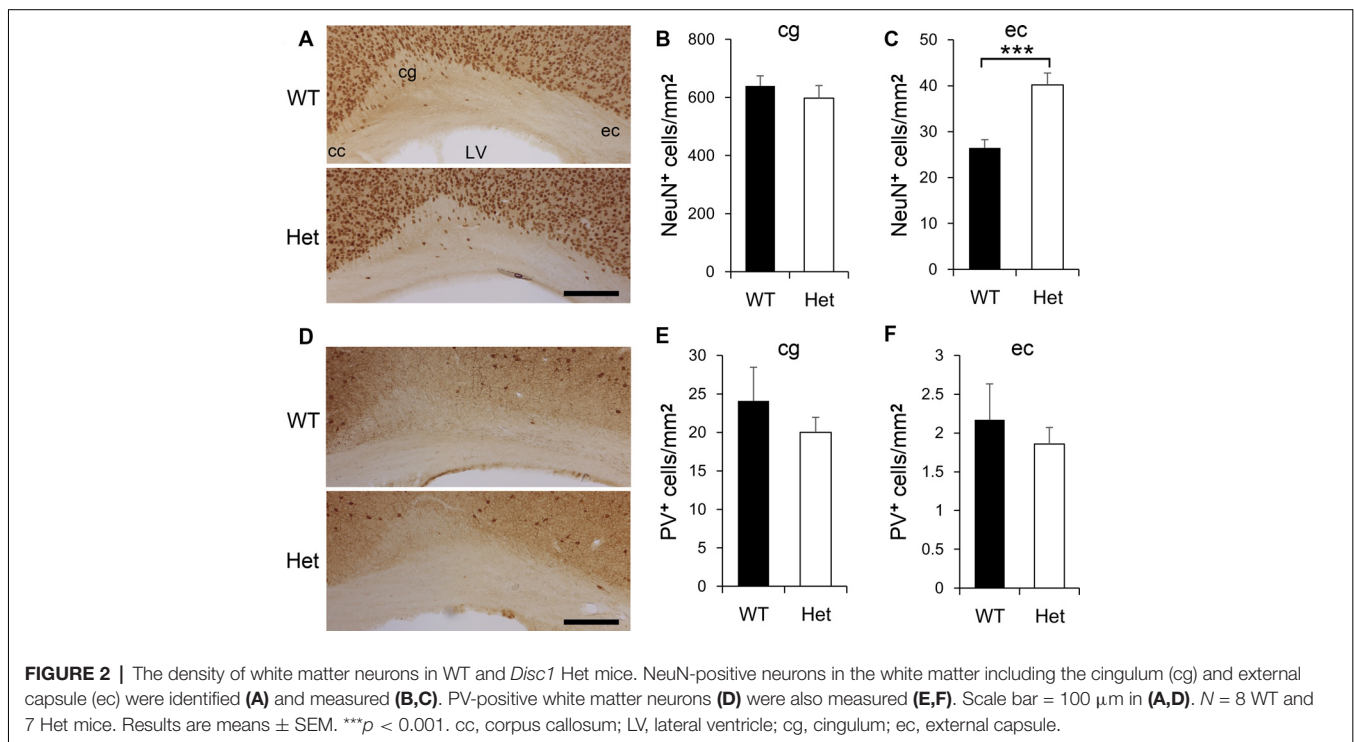 A
WT
cg
ec
cc
LV
Het
B
cg
NeuN⁺ cells/mm²
800
600
400
200
0
WT Het
C
ec
***
NeuN⁺ cells/mm²
50
40
30
20
10
0
WT Het
D
WT
Het
E
cg
PV⁺ cells/mm²
30
25
20
15
10
5
0
WT Het
F
ec
PV⁺ cells/mm²
3
2.5
2
1.5
1
0.5
0
WT Het
FIGURE 2 | The density of white matter neurons in WT and Disc1 Het mice. NeuN-positive neurons in the white matter including the cingulum (cg) and external
capsule (ec) were identified (A) and measured (B,C). PV-positive white matter neurons (D) were also measured (E,F). Scale bar = 100 μm in (A,D). N = 8 WT and
7 Het mice. Results are means ± SEM. ***p < 0.001. cc, corpus callosum; LV, lateral ventricle; cg, cingulum; ec, external capsule.